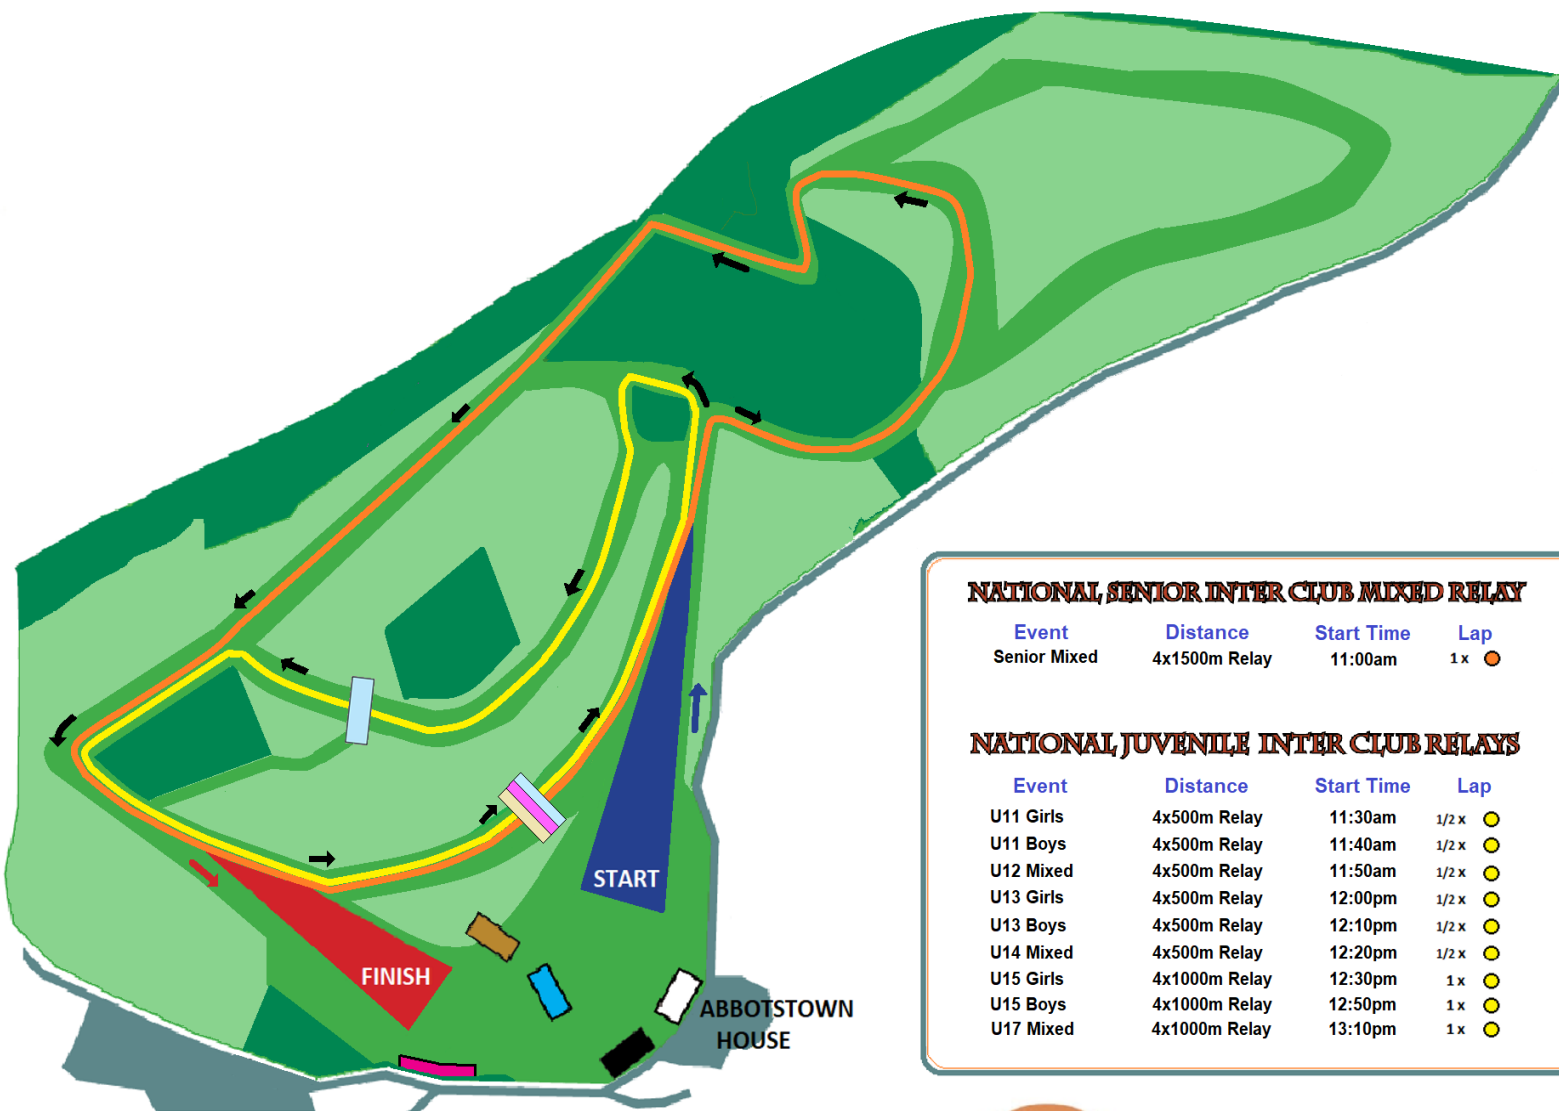 START
FINISH
ABBOTSTOWN
HOUSE
NATIONAL SENIOR INTER CLUB MIXED RELAY
Event Distance Start Time Lap
Senior Mixed 4x1500m Relay 11:00am 1 x
NATIONAL JUVENILE INTER CLUB RELAYS
Event Distance Start Time Lap
U11 Girls 4x500m Relay 11:30am 1/2 x
U11 Boys 4x500m Relay 11:40am 1/2 x
U12 Mixed 4x500m Relay 11:50am 1/2 x
U13 Girls 4x500m Relay 12:00pm 1/2 x
U13 Boys 4x500m Relay 12:10pm 1/2 x
U14 Mixed 4x500m Relay 12:20pm 1/2 x
U15 Girls 4x1000m Relay 12:30pm 1 x
U15 Boys 4x1000m Relay 12:50pm 1 x
U17 Mixed 4x1000m Relay 13:10pm 1 x